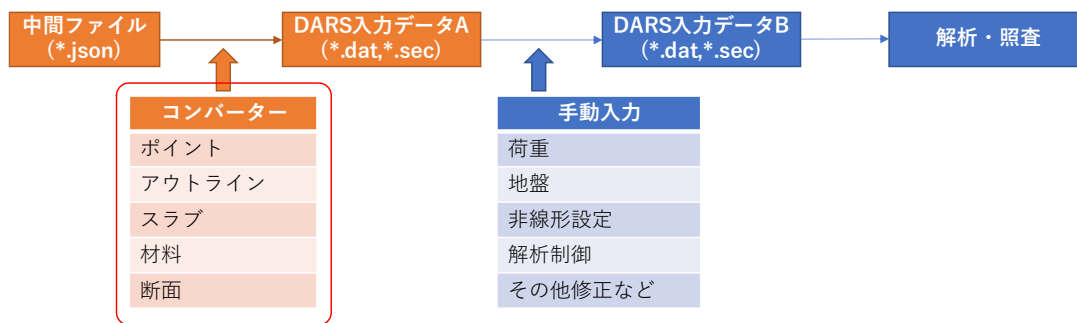 中間ファイル
(*.json)
DARS入力データA
(*.dat,*.sec)
DARS入力データB
(*.dat,*.sec)
解析・照査
コンバーター
ポイント
アウトライン
スラブ
材料
断面
手動入力
荷重
地盤
非線形設定
解析制御
その他修正など